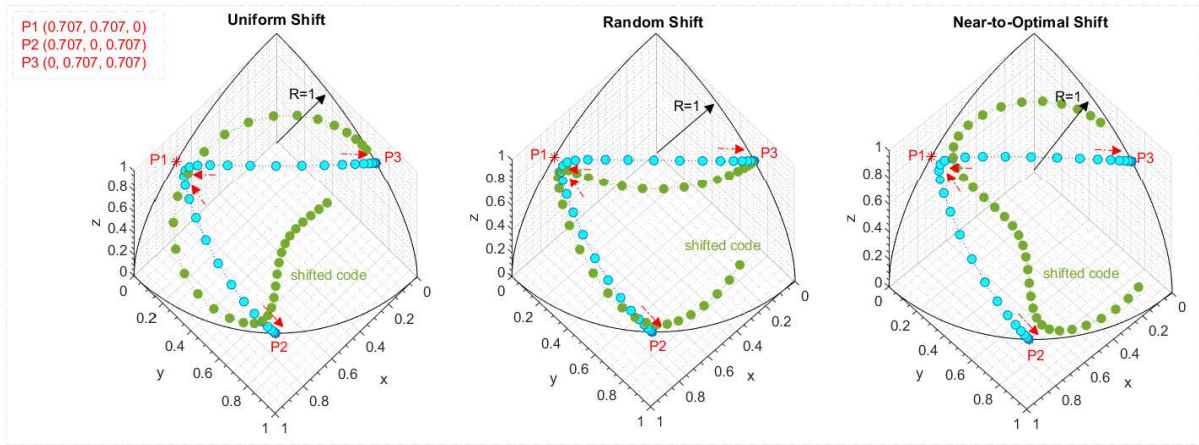 P1 (0.707, 0.707, 0)
P2 (0.707, 0, 0.707)
P3 (0, 0.707, 0.707)
Uniform Shift
R=1
P1
P3
1
0.8
0.6
0.4
0.2
0
z
shifted code
P2
0
0.2
0.4
0.6
0.8
1
y
0
0.2
0.4
0.6
0.8
1
x
Random Shift
R=1
P1
P3
1
0.8
0.6
0.4
0.2
0
z
shifted code
P2
0
0.2
0.4
0.6
0.8
1
y
0
0.2
0.4
0.6
0.8
1
x
Near-to-Optimal Shift
R=1
P1
P3
1
0.8
0.6
0.4
0.2
0
z
shifted code
P2
0
0.2
0.4
0.6
0.8
1
y
0
0.2
0.4
0.6
0.8
1
x